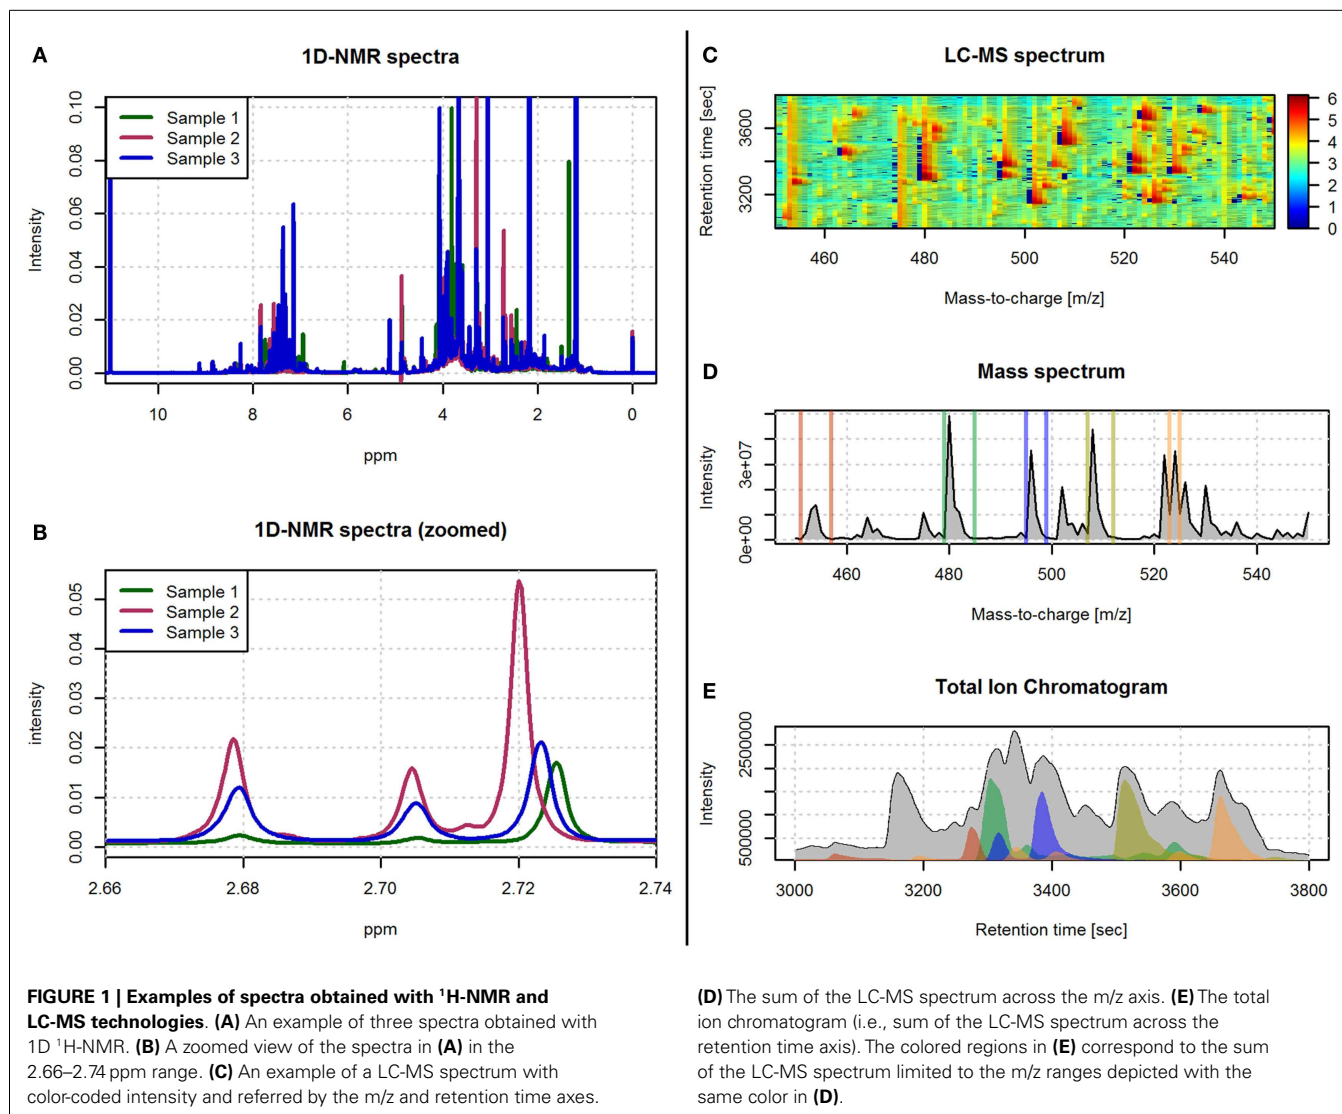 A
1D-NMR spectra
Sample 1
Sample 2
Sample 3
Intensity
0.10
0.08
0.06
0.04
0.02
0.00
10 8 6 4 2 0
ppm
B
1D-NMR spectra (zoomed)
Sample 1
Sample 2
Sample 3
intensity
0.05
0.04
0.03
0.02
0.01
0.00
2.66 2.68 2.70 2.72 2.74
ppm
C
LC-MS spectrum
Retention time [sec]
3600
3200
460 480 500 520 540
Mass-to-charge [m/z]
6
5
4
3
2
1
0
D
Mass spectrum
Intensity
3e+07
0e+00
460 480 500 520 540
Mass-to-charge [m/z]
E
Total Ion Chromatogram
Intensity
2500000
500000
3000 3200 3400 3600 3800
Retention time [sec]
FIGURE 1 | Examples of spectra obtained with ¹H-NMR and
LC-MS technologies. (A) An example of three spectra obtained with
1D ¹H-NMR. (B) A zoomed view of the spectra in (A) in the
2.66–2.74 ppm range. (C) An example of a LC-MS spectrum with
color-coded intensity and referred by the m/z and retention time axes.
(D) The sum of the LC-MS spectrum across the m/z axis. (E) The total
ion chromatogram (i.e., sum of the LC-MS spectrum across the
retention time axis). The colored regions in (E) correspond to the sum
of the LC-MS spectrum limited to the m/z ranges depicted with the
same color in (D).